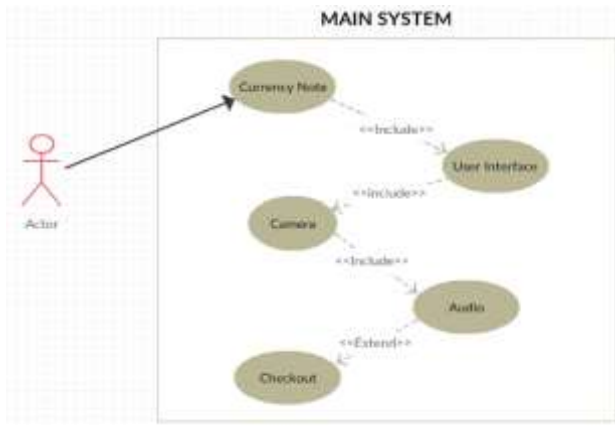 MAIN SYSTEM
Currency Note
<<Include>>
User Interface
<<include>>
Actor
Camera
<<Include>>
Audio
<<Extend>>
Checkout